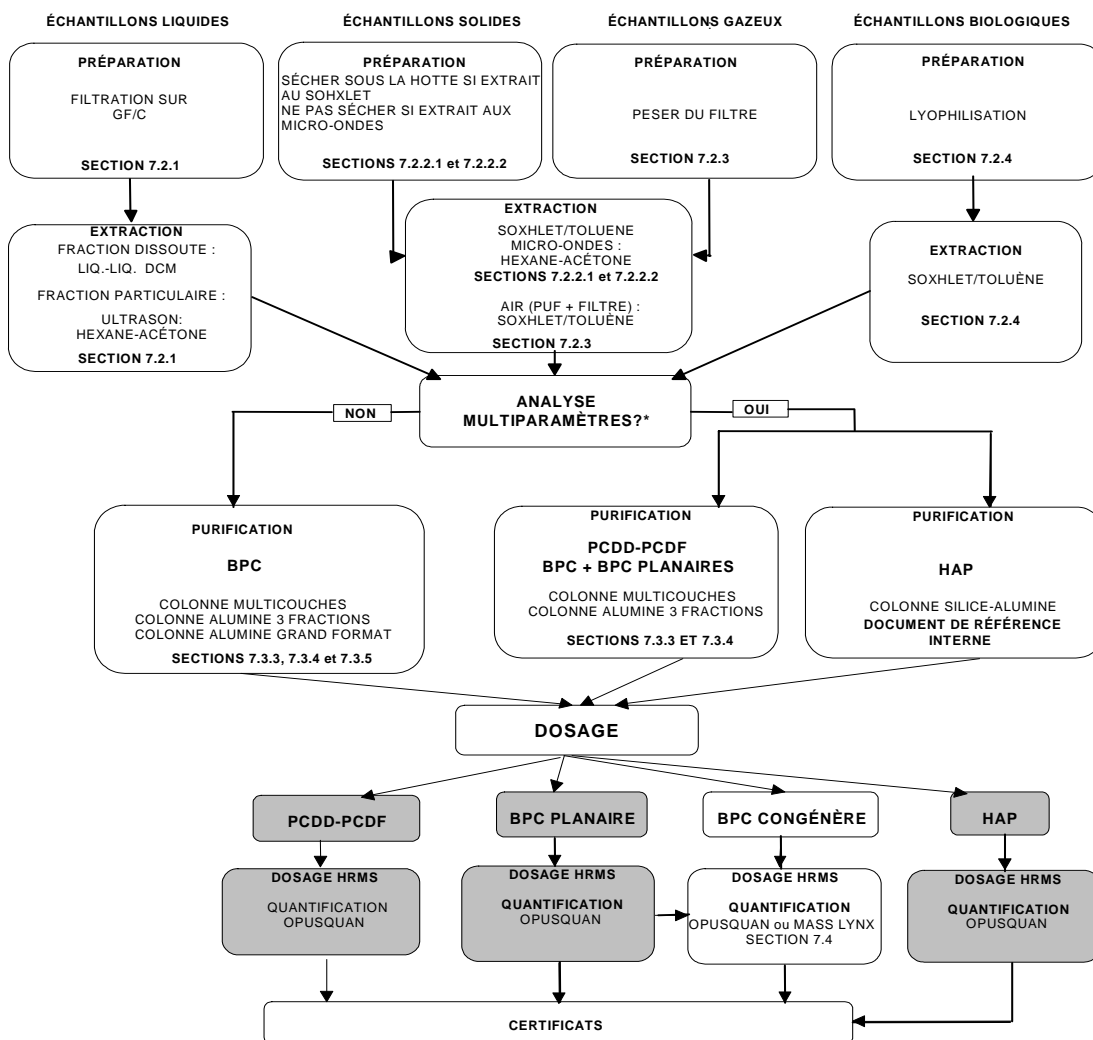 ÉCHANTILLONS LIQUIDES
ÉCHANTILLONS SOLIDES
ÉCHANTILLONS GAZEUX
ÉCHANTILLONS BIOLOGIQUES
PRÉPARATION
FILTRATION SUR
GF/C
SECTION 7.2.1
PRÉPARATION
SÉCHER SOUS LA HOTTE SI EXTRAIT
AU SOHXLET
NE PAS SÉCHER SI EXTRAIT AUX
MICRO-ONDES
SECTIONS 7.2.2.1 et 7.2.2.2
PRÉPARATION
PESER DU FILTRE
SECTION 7.2.3
PRÉPARATION
LYOPHILISATION
SECTION 7.2.4
EXTRACTION
FRACTION DISSOUTE :
LIQ.-LIQ. DCM
FRACTION PARTICULAIRE :
ULTRASON:
HEXANE-ACÉTONE
SECTION 7.2.1
EXTRACTION
SOXHLET/TOLUENE
MICRO-ONDES :
HEXANE-ACÉTONE
SECTIONS 7.2.2.1 et 7.2.2.2
AIR (PUF + FILTRE) :
SOXHLET/TOLUÈNE
SECTION 7.2.3
EXTRACTION
SOXHLET/TOLUÈNE
SECTION 7.2.4
ANALYSE
MULTIPARAMÈTRES?*
NON
OUI
PURIFICATION
BPC
COLONNE MULTICOUCHES
COLONNE ALUMINE 3 FRACTIONS
COLONNE ALUMINE GRAND FORMAT
SECTIONS 7.3.3, 7.3.4 et 7.3.5
PURIFICATION
PCDD-PCDF
BPC + BPC PLANAIRES
COLONNE MULTICOUCHES
COLONNE ALUMINE 3 FRACTIONS
SECTIONS 7.3.3 ET 7.3.4
PURIFICATION
HAP
COLONNE SILICE-ALUMINE
DOCUMENT DE RÉFÉRENCE
INTERNE
DOSAGE
PCDD-PCDF
BPC PLANAIRE
BPC CONGÉNÈRE
HAP
DOSAGE HRMS
QUANTIFICATION
OPUSQUAN
DOSAGE HRMS
QUANTIFICATION
OPUSQUAN
DOSAGE HRMS
QUANTIFICATION
OPUSQUAN ou MASS LYNX
SECTION 7.4
DOSAGE HRMS
QUANTIFICATION
OPUSQUAN
CERTIFICATS